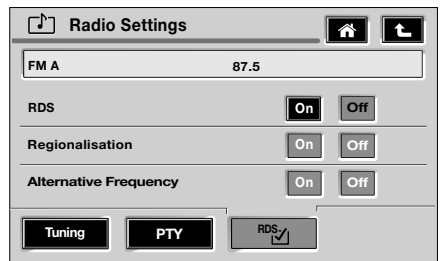 Radio Settings
FM A 87.5
RDS On Off
Regionalisation On Off
Alternative Frequency On Off
Tuning PTY RDS